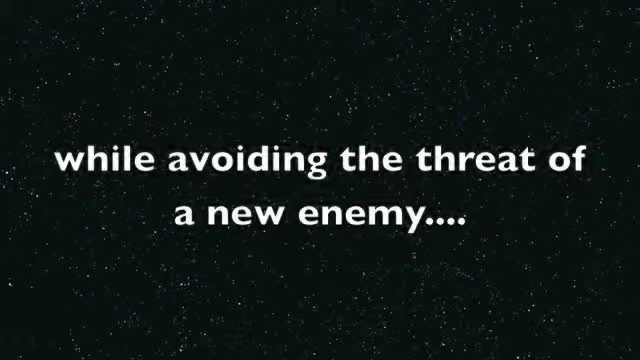 while avoiding the threat of
a new enemy....